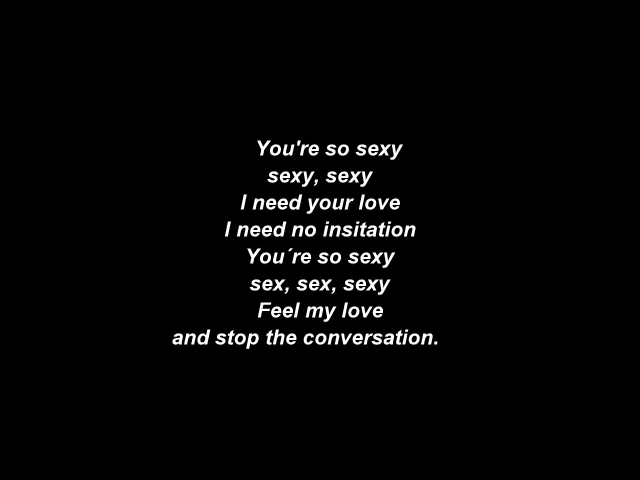 You're so sexy
sexy, sexy
I need your love
I need no insitation
You´re so sexy
sex, sex, sexy
Feel my love
and stop the conversation.